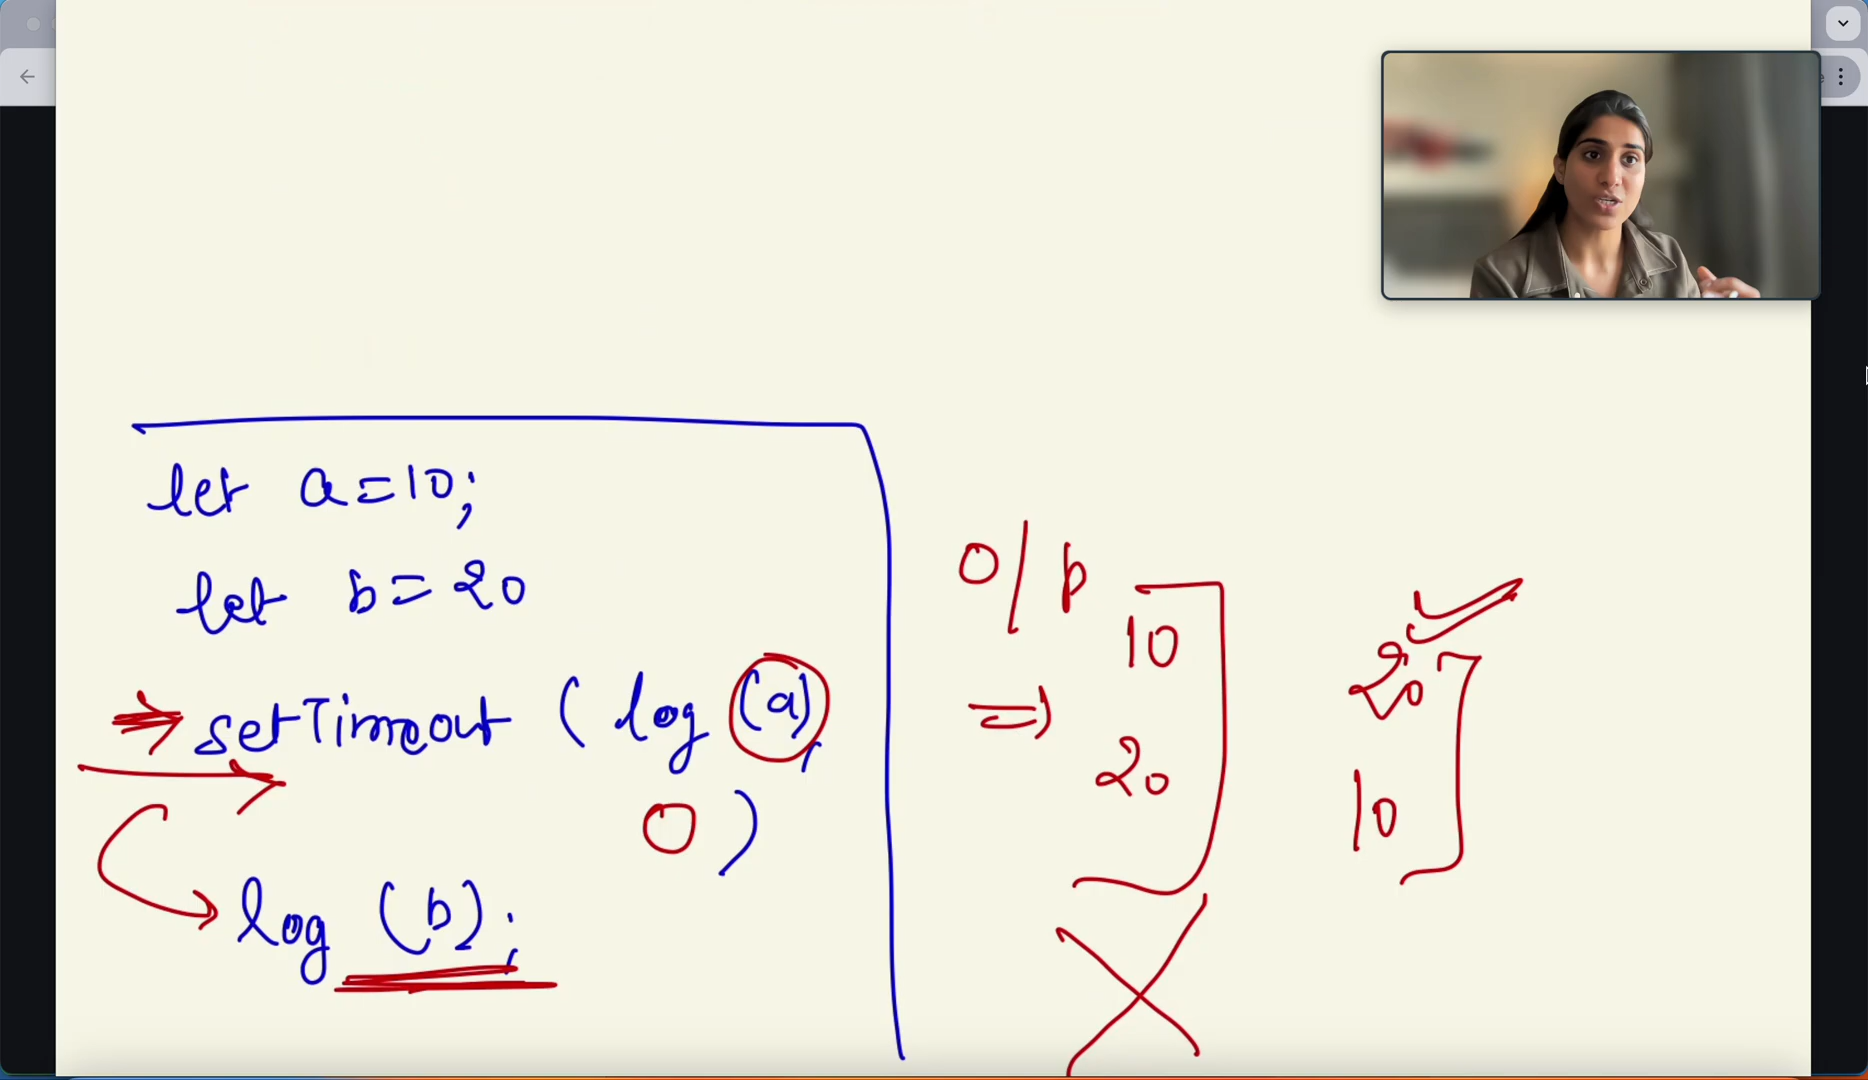 let a=10;
let b=20
⇒ setTimeout (log(a),
0)
log (b);
O/p
10
⇒
20
20
10